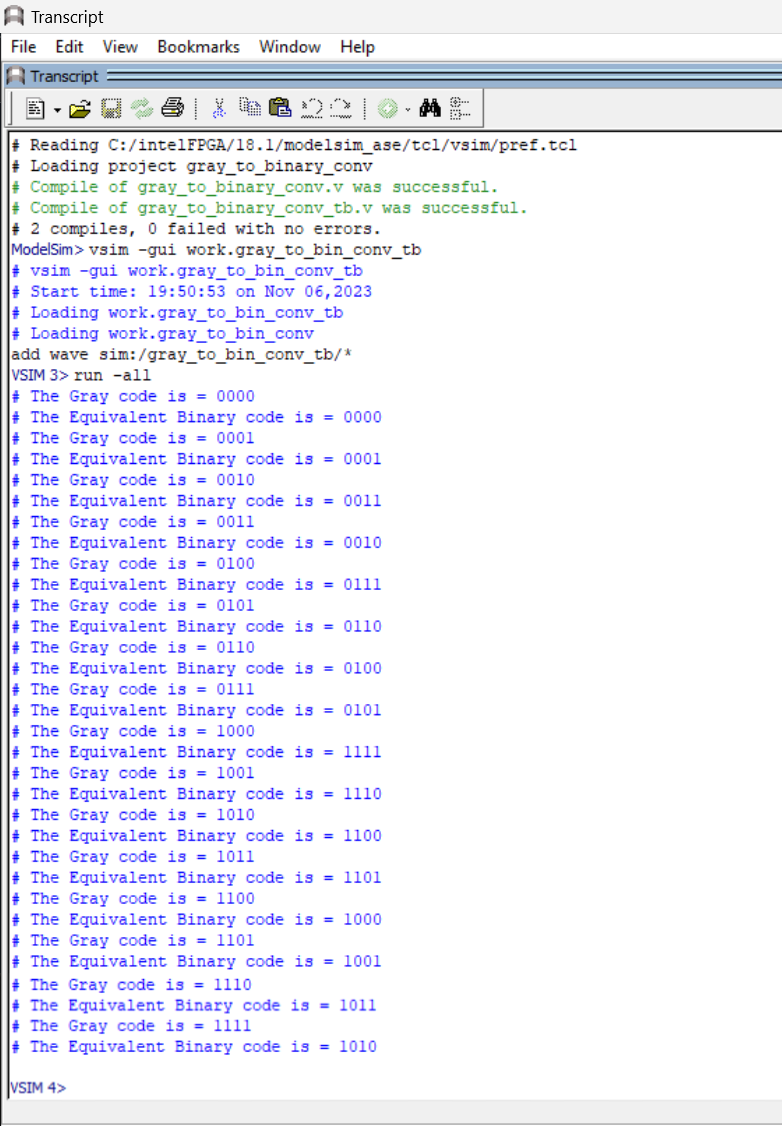 Transcript
File Edit View Bookmarks Window Help
Transcript
# Reading C:/intelFPGA/18.1/modelsim_ase/tcl/vsim/pref.tcl
# Loading project gray_to_binary_conv
# Compile of gray_to_binary_conv.v was successful.
# Compile of gray_to_binary_conv_tb.v was successful.
# 2 compiles, 0 failed with no errors.
ModelSim> vsim -gui work.gray_to_bin_conv_tb
# vsim -gui work.gray_to_bin_conv_tb
# Start time: 19:50:53 on Nov 06,2023
# Loading work.gray_to_bin_conv_tb
# Loading work.gray_to_bin_conv
add wave sim:/gray_to_bin_conv_tb/*
VSIM 3> run -all
# The Gray code is = 0000
# The Equivalent Binary code is = 0000
# The Gray code is = 0001
# The Equivalent Binary code is = 0001
# The Gray code is = 0010
# The Equivalent Binary code is = 0011
# The Gray code is = 0011
# The Equivalent Binary code is = 0010
# The Gray code is = 0100
# The Equivalent Binary code is = 0111
# The Gray code is = 0101
# The Equivalent Binary code is = 0110
# The Gray code is = 0110
# The Equivalent Binary code is = 0100
# The Gray code is = 0111
# The Equivalent Binary code is = 0101
# The Gray code is = 1000
# The Equivalent Binary code is = 1111
# The Gray code is = 1001
# The Equivalent Binary code is = 1110
# The Gray code is = 1010
# The Equivalent Binary code is = 1100
# The Gray code is = 1011
# The Equivalent Binary code is = 1101
# The Gray code is = 1100
# The Equivalent Binary code is = 1000
# The Gray code is = 1101
# The Equivalent Binary code is = 1001
# The Gray code is = 1110
# The Equivalent Binary code is = 1011
# The Gray code is = 1111
# The Equivalent Binary code is = 1010
VSIM 4>